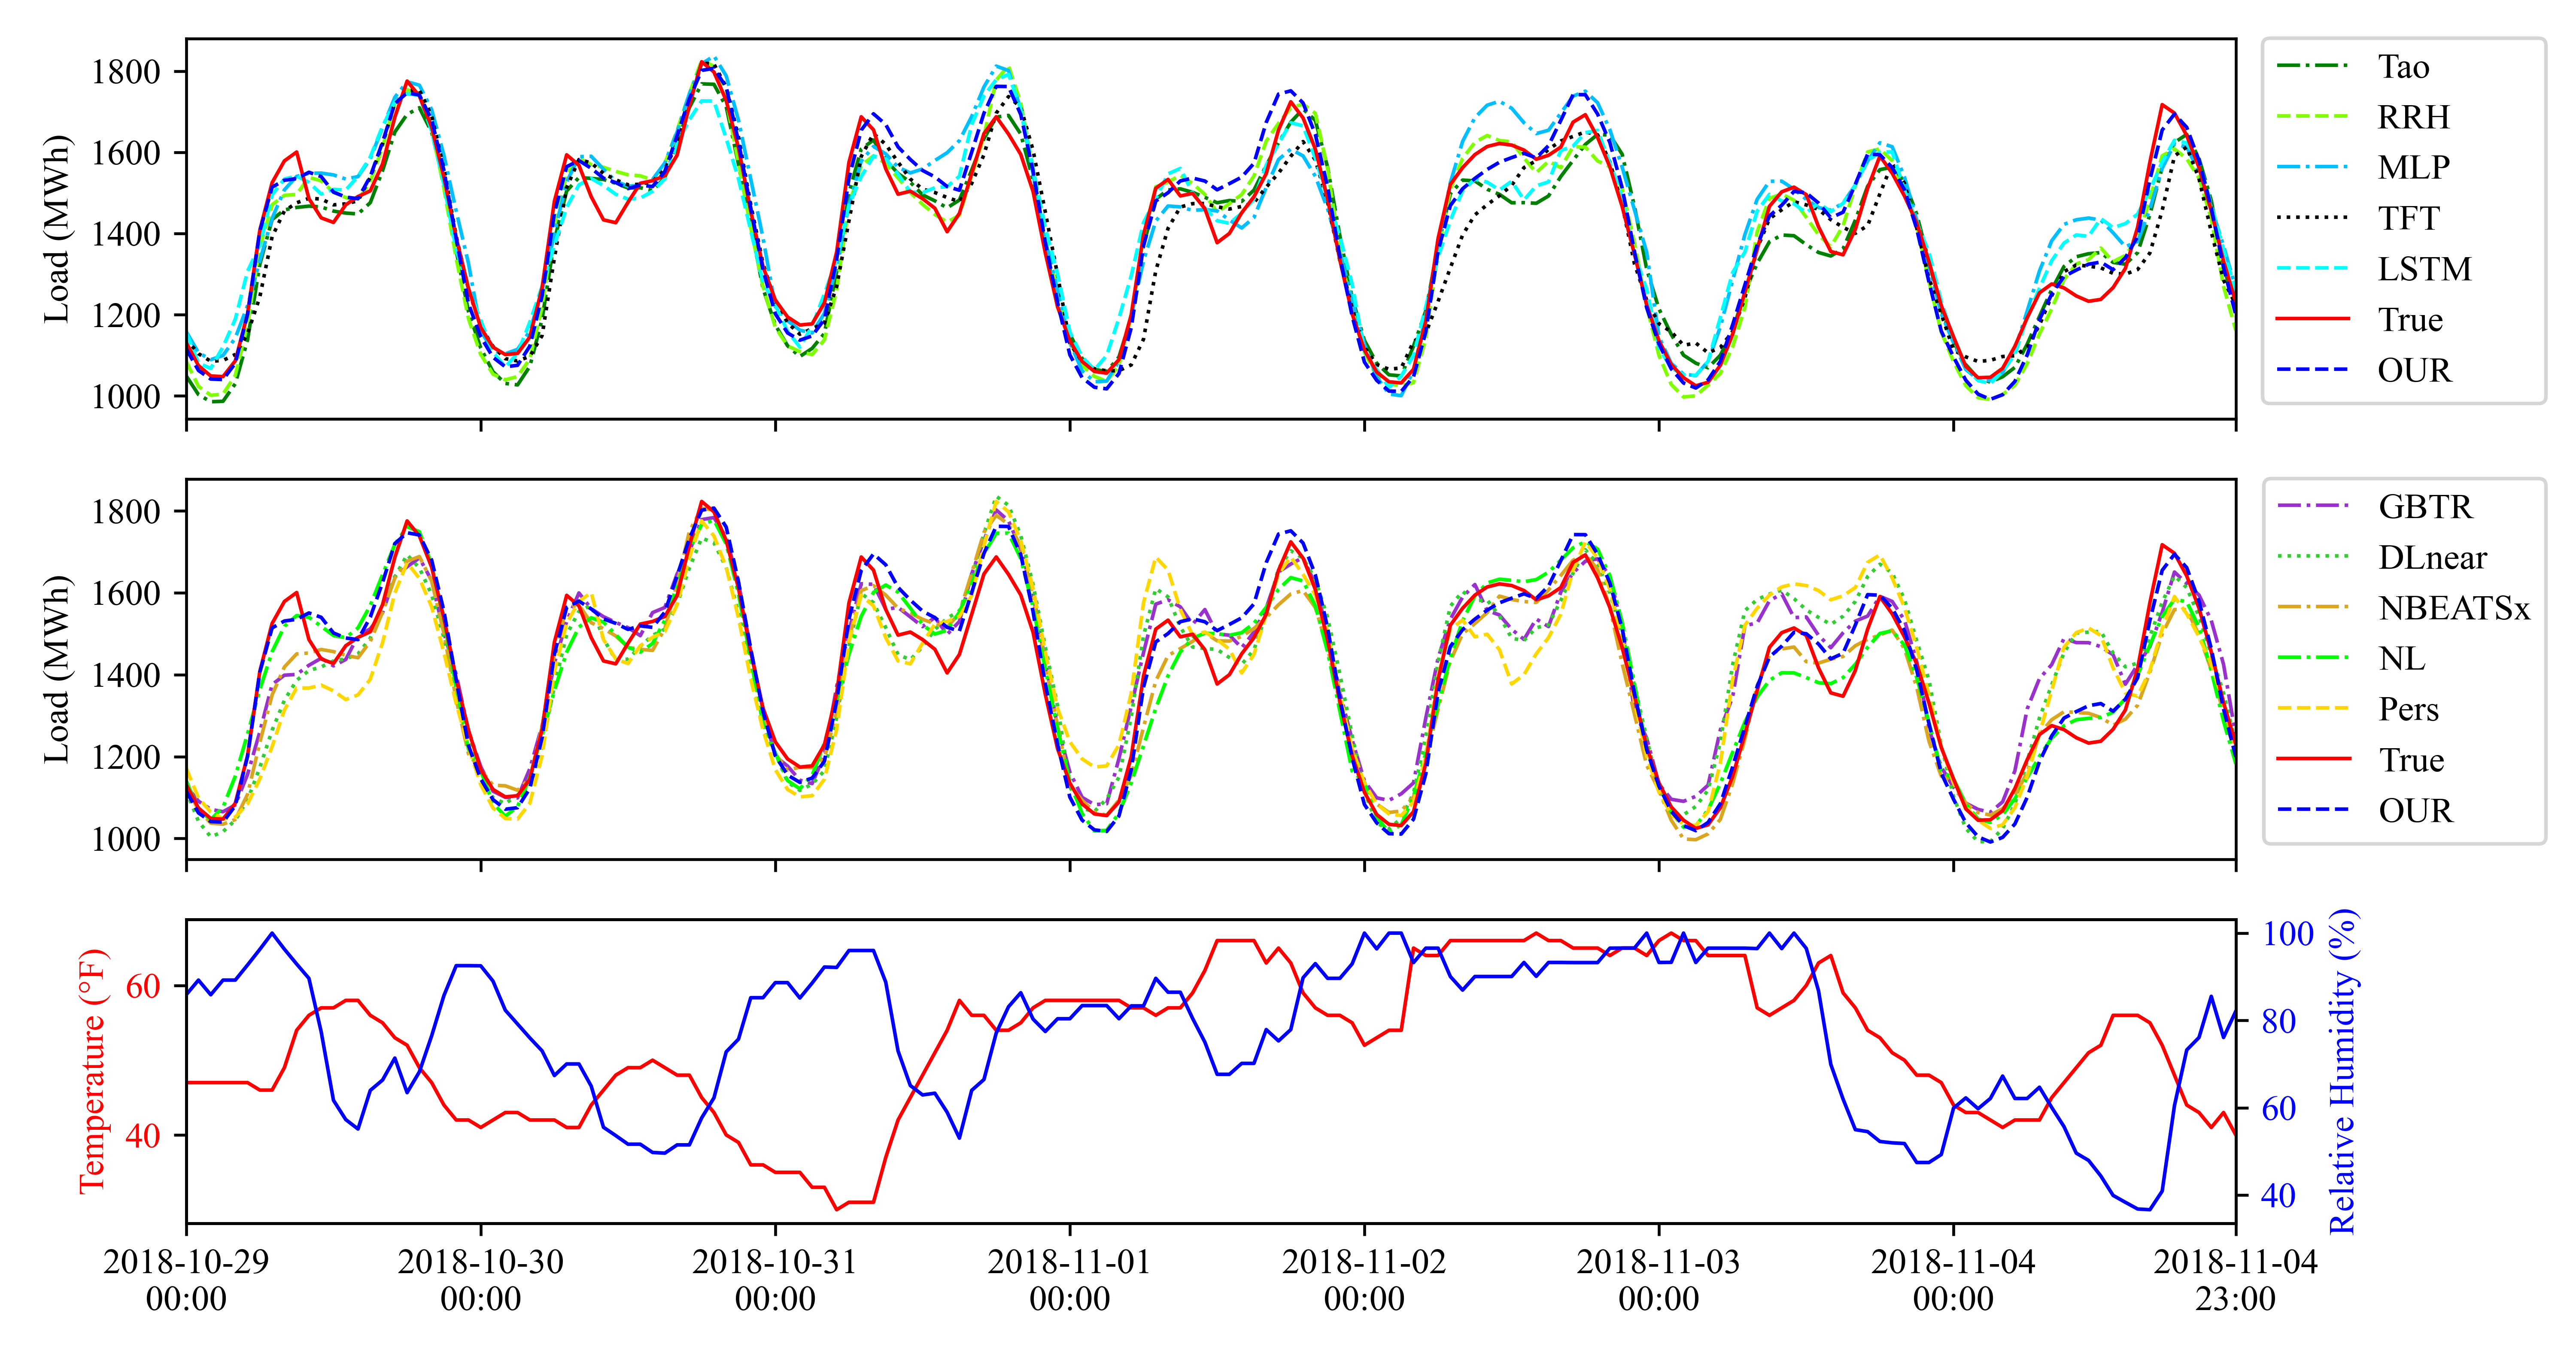 Load (MWh)
1800
1600
1400
1200
1000
Tao
RRH
MLP
TFT
LSTM
True
OUR
Load (MWh)
1800
1600
1400
1200
1000
GBTR
DLnear
NBEATSx
NL
Pers
True
OUR
Temperature (°F)
60
40
Relative Humidity (%)
100
80
60
40
2018-10-29 2018-10-30 2018-10-31 2018-11-01 2018-11-02 2018-11-03 2018-11-04 2018-11-04
00:00 00:00 00:00 00:00 00:00 00:00 00:00 23:00